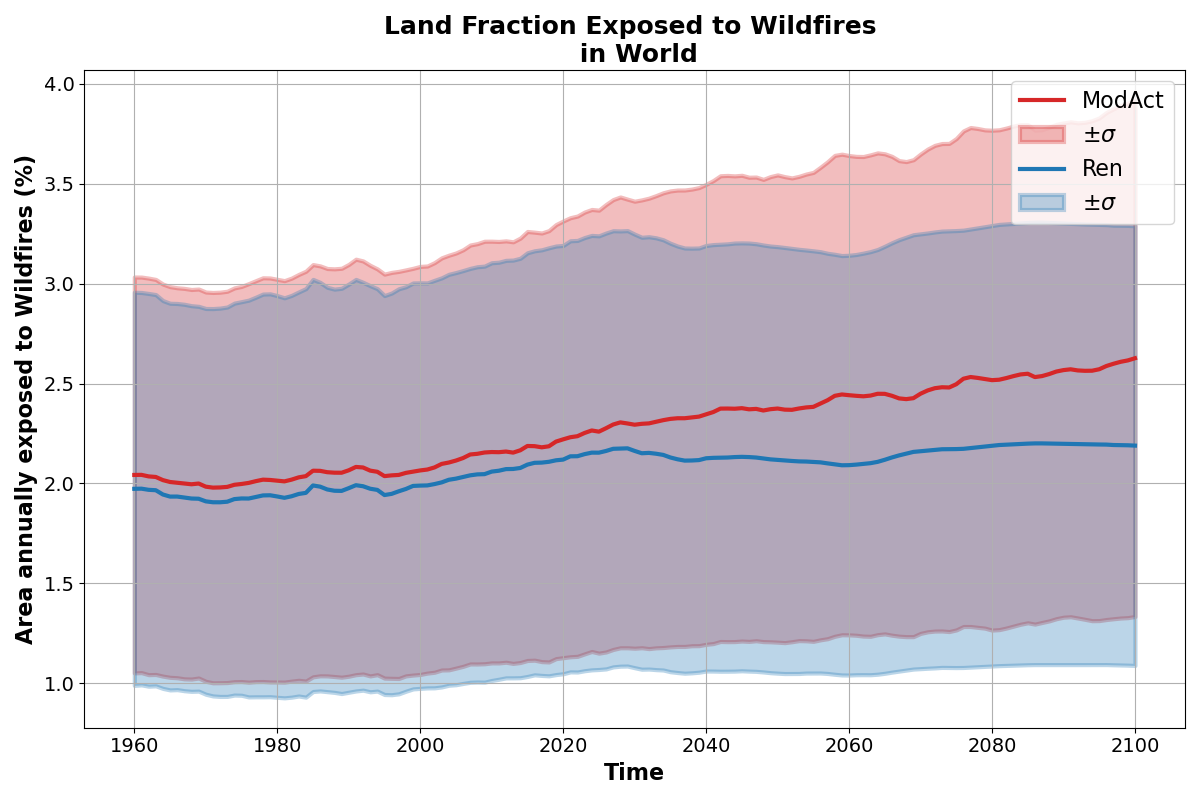 Land Fraction Exposed to Wildfires
in World
Area annually exposed to Wildfires (%)
4.0
3.5
3.0
2.5
2.0
1.5
1.0
ModAct
±σ
Ren
±σ
1960 1980 2000 2020 2040 2060 2080 2100
Time